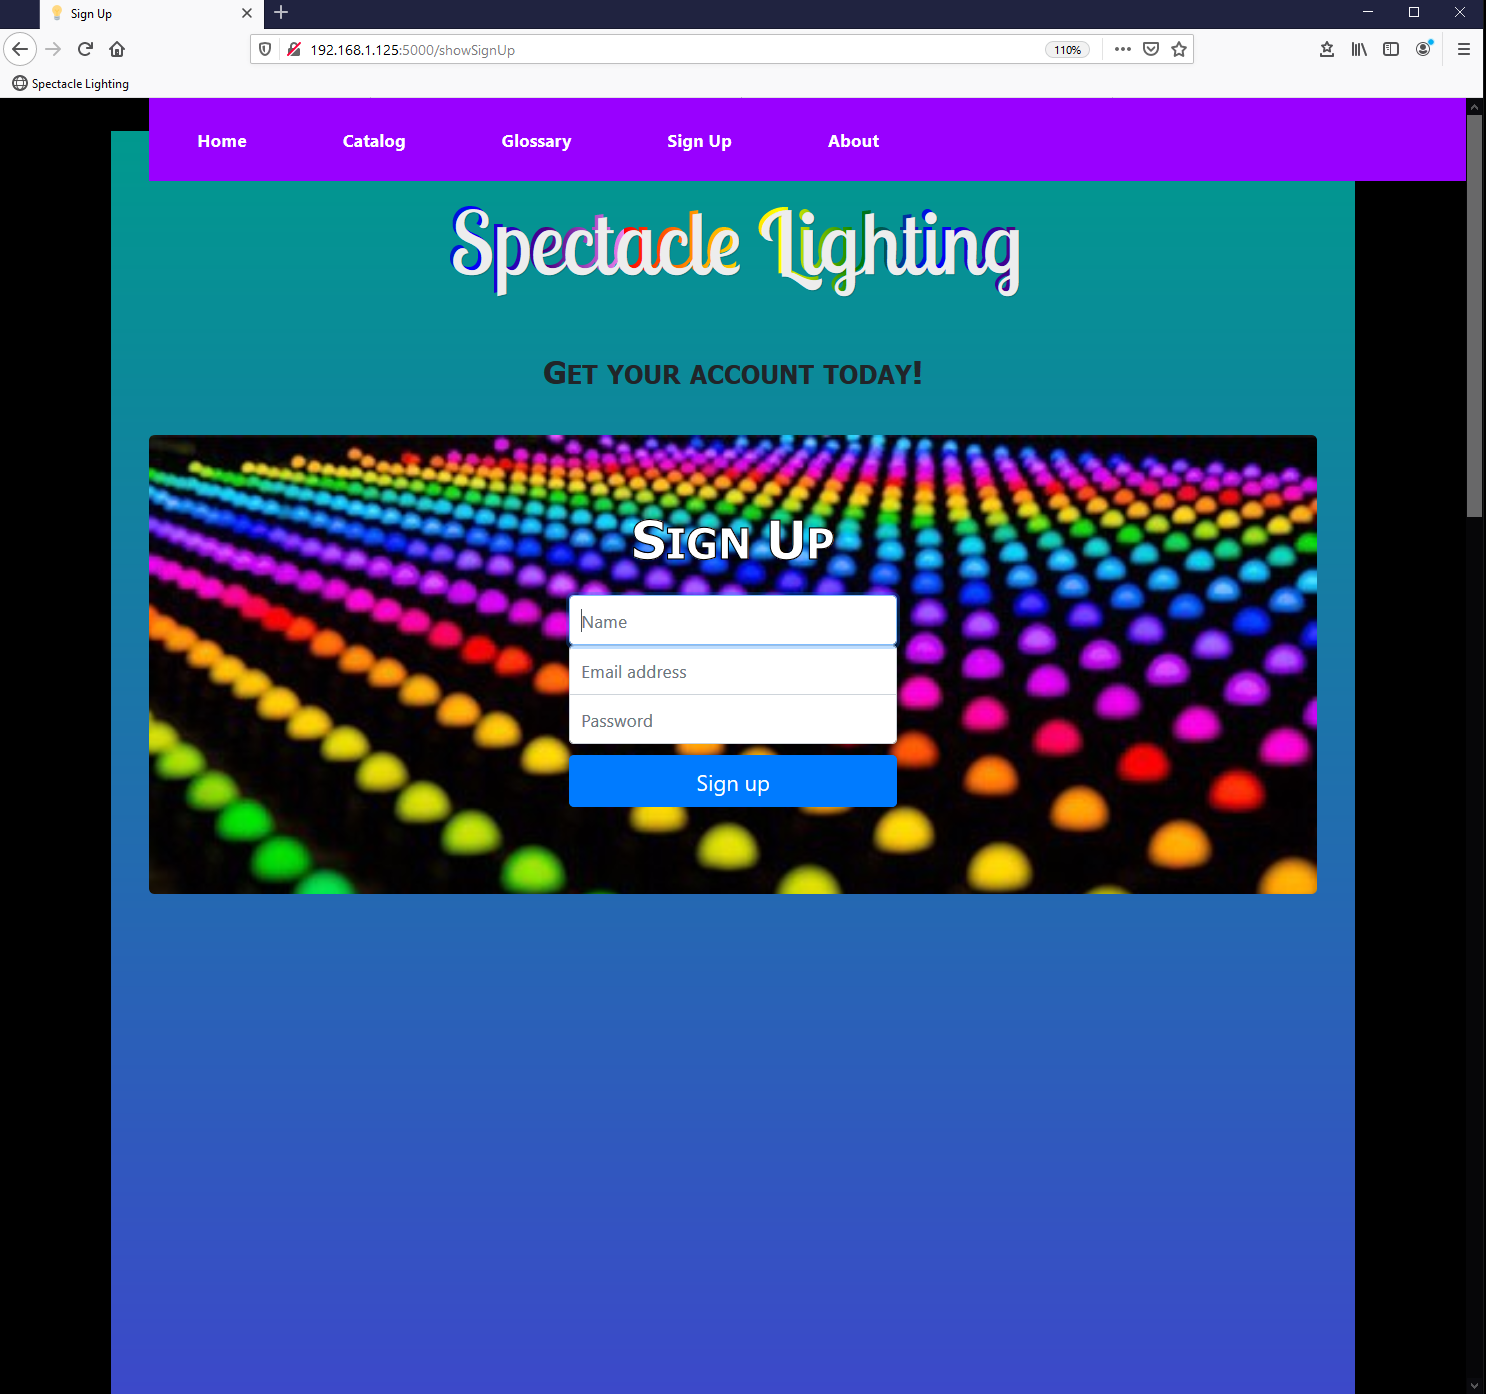 Sign Up
192.168.1.125:5000/showSignUp
110%
Spectacle Lighting
Home Catalog Glossary Sign Up About
Spectacle Lighting
Get your account today!
Sign Up
Name
Email address
Password
Sign up